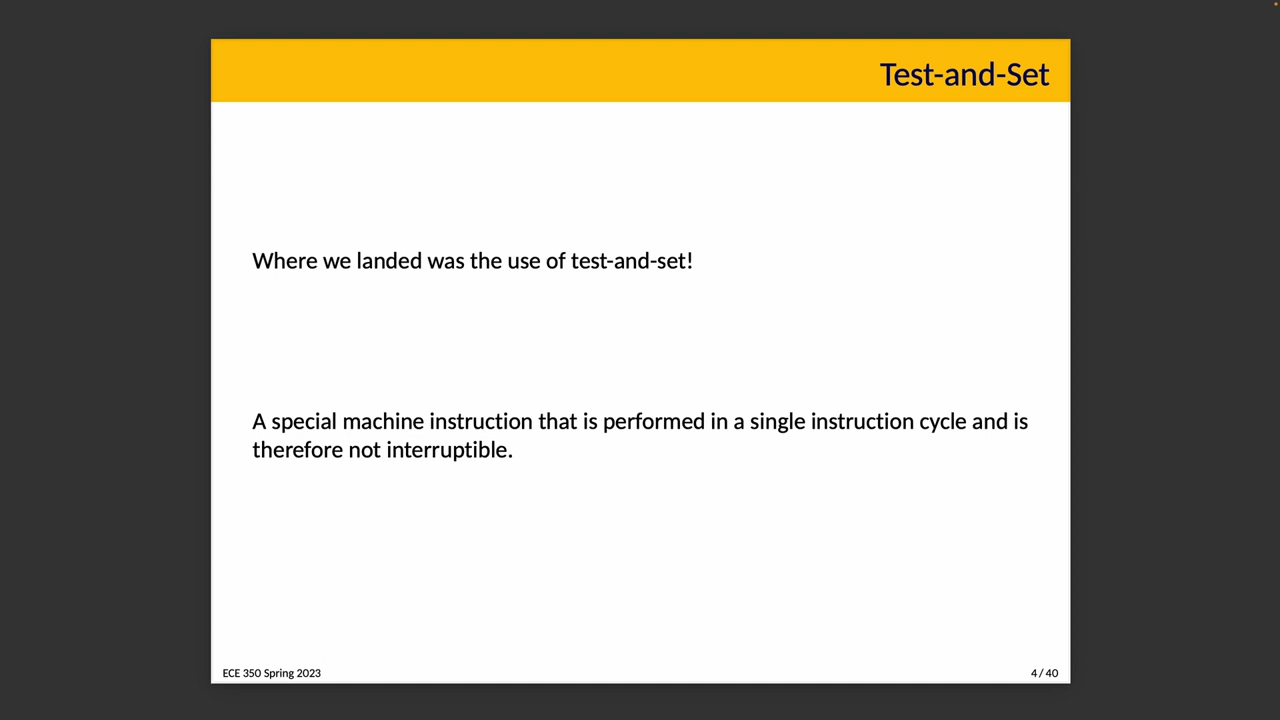 Test-and-Set
Where we landed was the use of test-and-set!
A special machine instruction that is performed in a single instruction cycle and is
therefore not interruptible.
ECE 350 Spring 2023
4 / 40